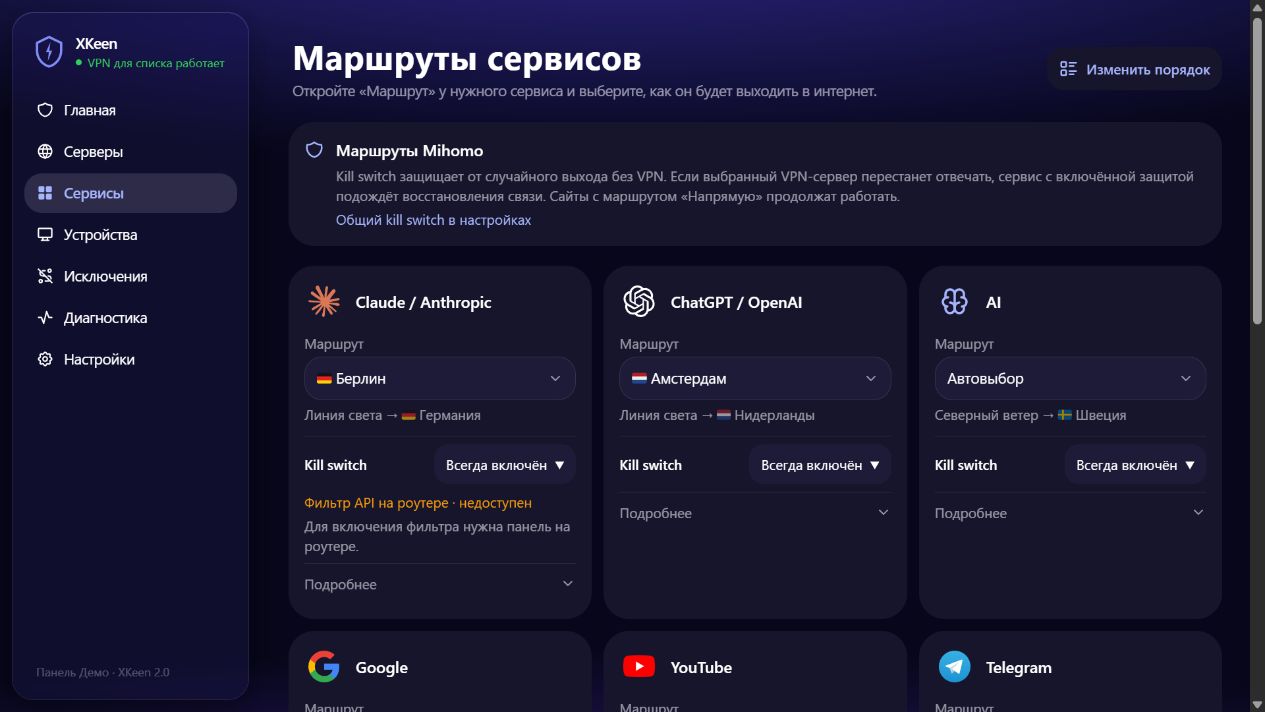 XKeen
VPN для списка работает
Главная
Серверы
Сервисы
Устройства
Исключения
Диагностика
Настройки
Панель Демо · XKeen 2.0
Маршруты сервисов
Откройте «Маршрут» у нужного сервиса и выберите, как он будет выходить в интернет.
Изменить порядок
Маршруты Mihomo
Kill switch защищает от случайного выхода без VPN. Если выбранный VPN-сервер перестанет отвечать, сервис с включённой защитой
подождёт восстановления связи. Сайты с маршрутом «Напрямую» продолжат работать.
Общий kill switch в настройках
Claude / Anthropic
Маршрут
Берлин
Линия света → Германия
Kill switch
Всегда включён ▼
Фильтр API на роутере · недоступен
Для включения фильтра нужна панель на
роутере.
Подробнее
ChatGPT / OpenAI
Маршрут
Амстердам
Линия света → Нидерланды
Kill switch
Всегда включён ▼
Подробнее
AI
Маршрут
Автовыбор
Северный ветер → Швеция
Kill switch
Всегда включён ▼
Подробнее
Google
Маршрут
YouTube
Маршрут
Telegram
Маршрут